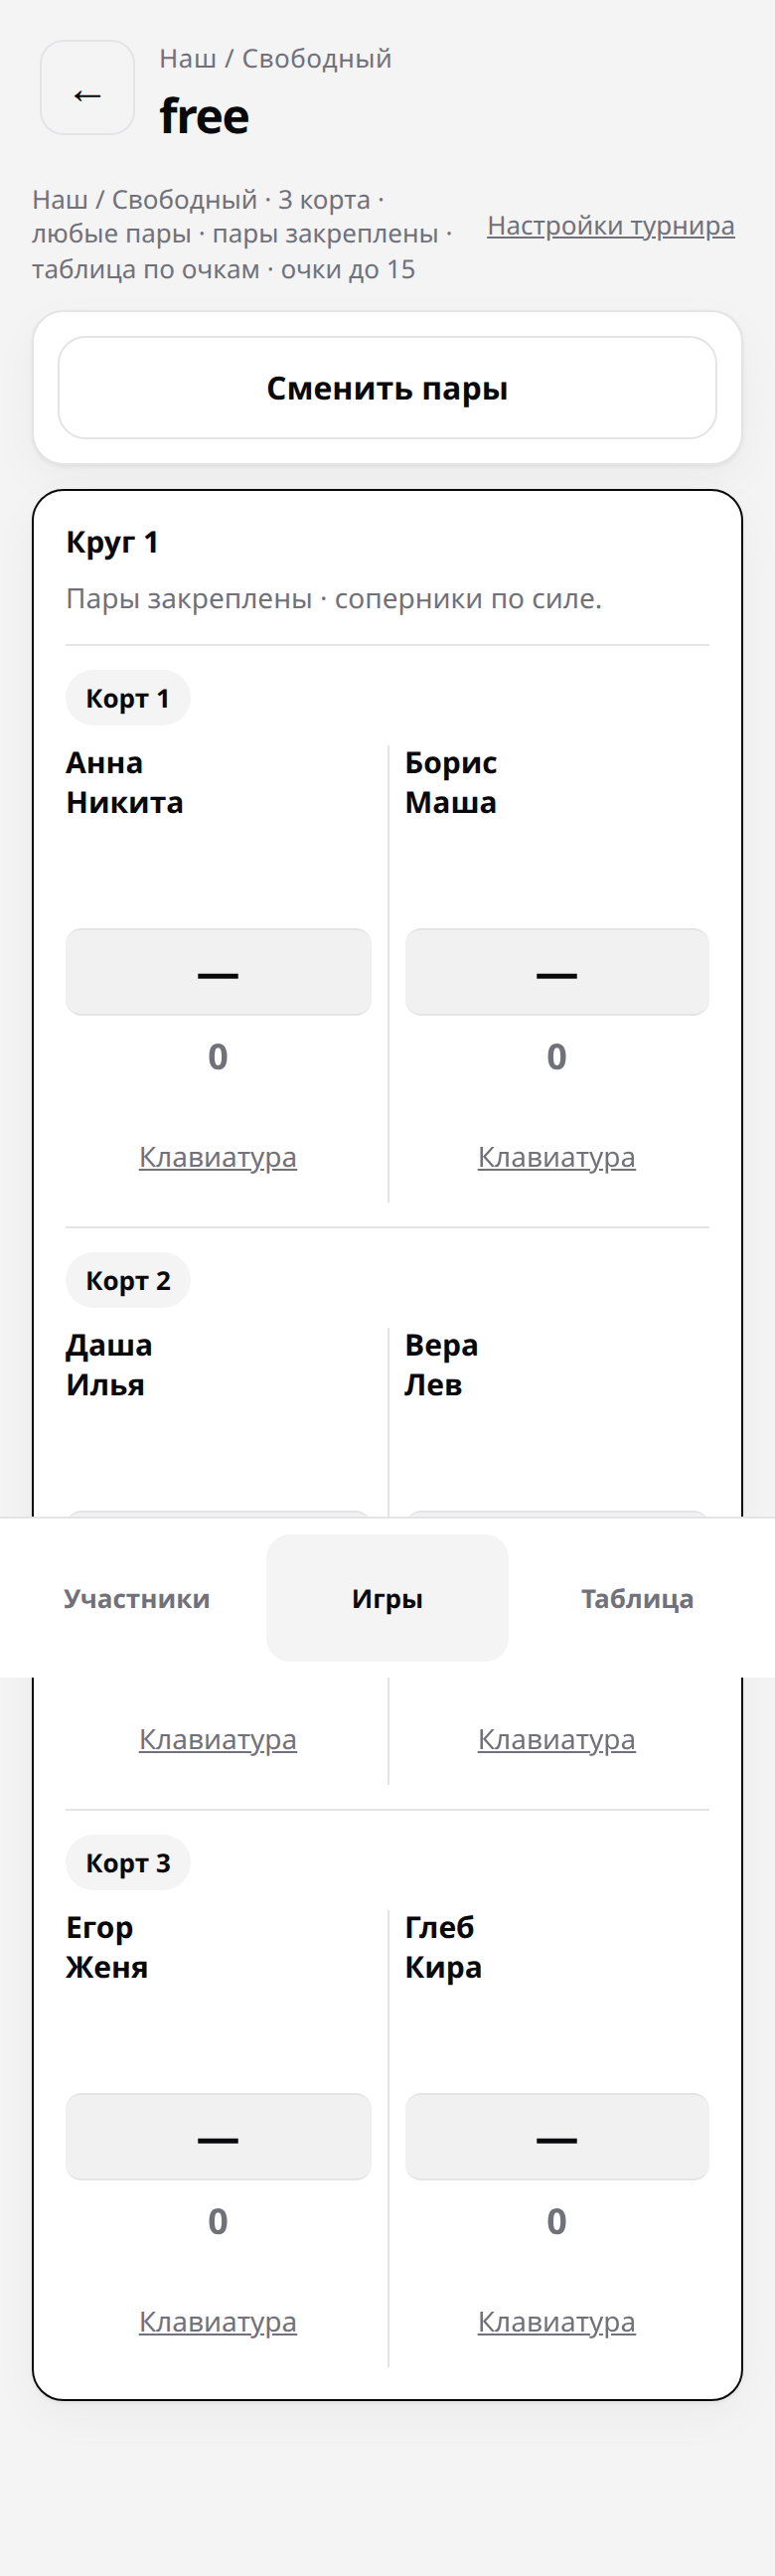 ←
Наш / Свободный
free
Наш / Свободный · 3 корта ·
любые пары · пары закреплены ·
таблица по очкам · очки до 15
Настройки турнира
Сменить пары
Круг 1
Пары закреплены · соперники по силе.
Корт 1
Анна
Никита
Борис
Маша
— —
0 0
Клавиатура Клавиатура
Корт 2
Даша
Илья
Вера
Лев
Участники Игры Таблица
Клавиатура Клавиатура
Корт 3
Егор
Женя
Глеб
Кира
— —
0 0
Клавиатура Клавиатура